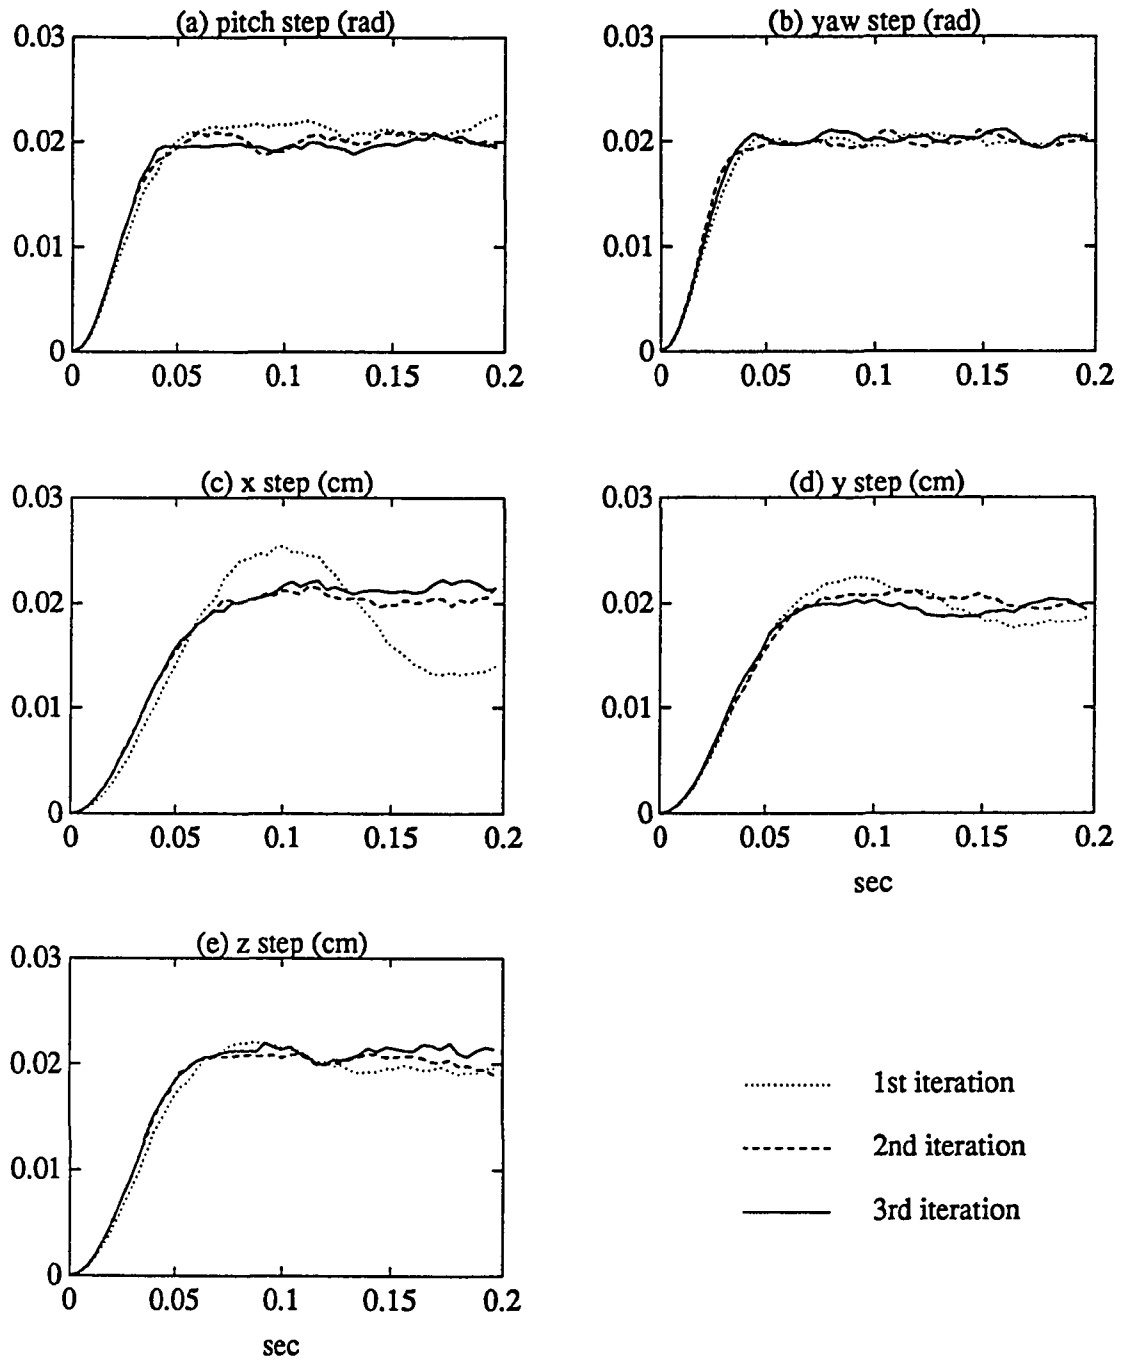 (a) pitch step (rad)
0.03
0.02
0.01
0
0 0.05 0.1 0.15 0.2
(b) yaw step (rad)
0.03
0.02
0.01
0
0 0.05 0.1 0.15 0.2
(c) x step (cm)
0.03
0.02
0.01
0
0 0.05 0.1 0.15 0.2
(d) y step (cm)
0.03
0.02
0.01
0
0 0.05 0.1 0.15 0.2
sec
(e) z step (cm)
0.03
0.02
0.01
0
0 0.05 0.1 0.15 0.2
sec
1st iteration
2nd iteration
3rd iteration